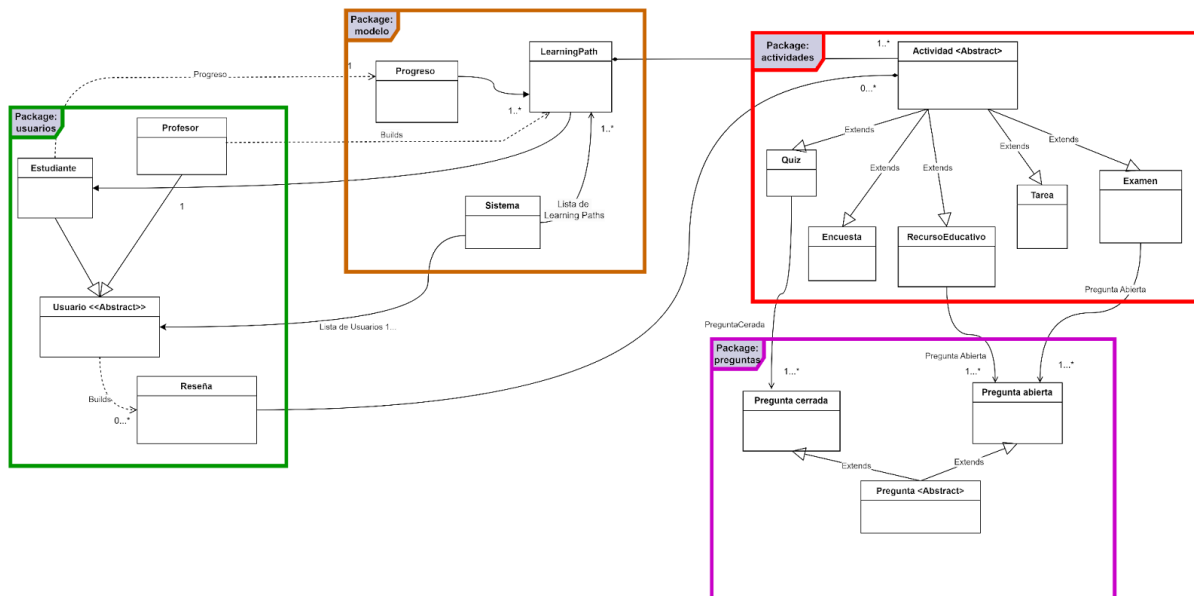 Package:
modelo
LearningPath
Progreso
1..*
Progreso
1
Builds
1..*
Sistema
Lista de
Learning Paths
Package:
usuarios
Profesor
Estudiante
1
Usuario <<Abstract>>
Lista de Usuarios 1...
Reseña
Builds
0...*
Package:
actividades
1..*
Actividad <Abstract>
0...*
Extends
Extends
Extends
Extends
Extends
Quiz
Encuesta
RecursoEducativo
Tarea
Examen
PreguntaCerada
Pregunta Abierta
Pregunta Abierta
Package:
preguntas
1...*
1...*
1...*
Pregunta cerrada
Pregunta abierta
Extends
Extends
Pregunta <Abstract>
1..*